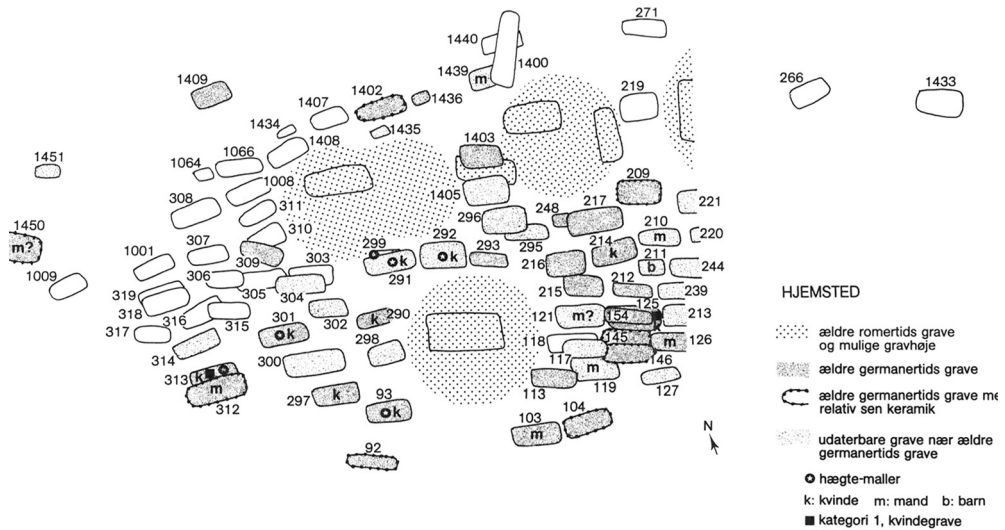 271
1440
1400
1439
m
1409
1402
1436
1407
1434
1435
1408
219
266
1433
1403
1451
1064
1066
1008
1405
209
308
311
248
217
221
296
310
295
214
k
210
m
220
1450
m?
307
309
299
292
k
293
216
211
b
244
1001
303
k
291
1009
306
305
304
215
212
239
319
318
316
315
302
290
k
121
m?
154
125
k
213
317
301
k
118
145
m
126
314
300
298
117
146
313
k
m
119
127
m
312
297
k
93
k
113
103
m
104
92
N
HJEMSTED
ældre romertids grave
og mulige gravhøje
ældre germanertids grave
ældre germanertids grave me
relativ sen keramik
udaterbare grave nær ældre
germanertids grave
hægte-maller
k: kvinde m: mand b: barn
kategori 1, kvindegrave